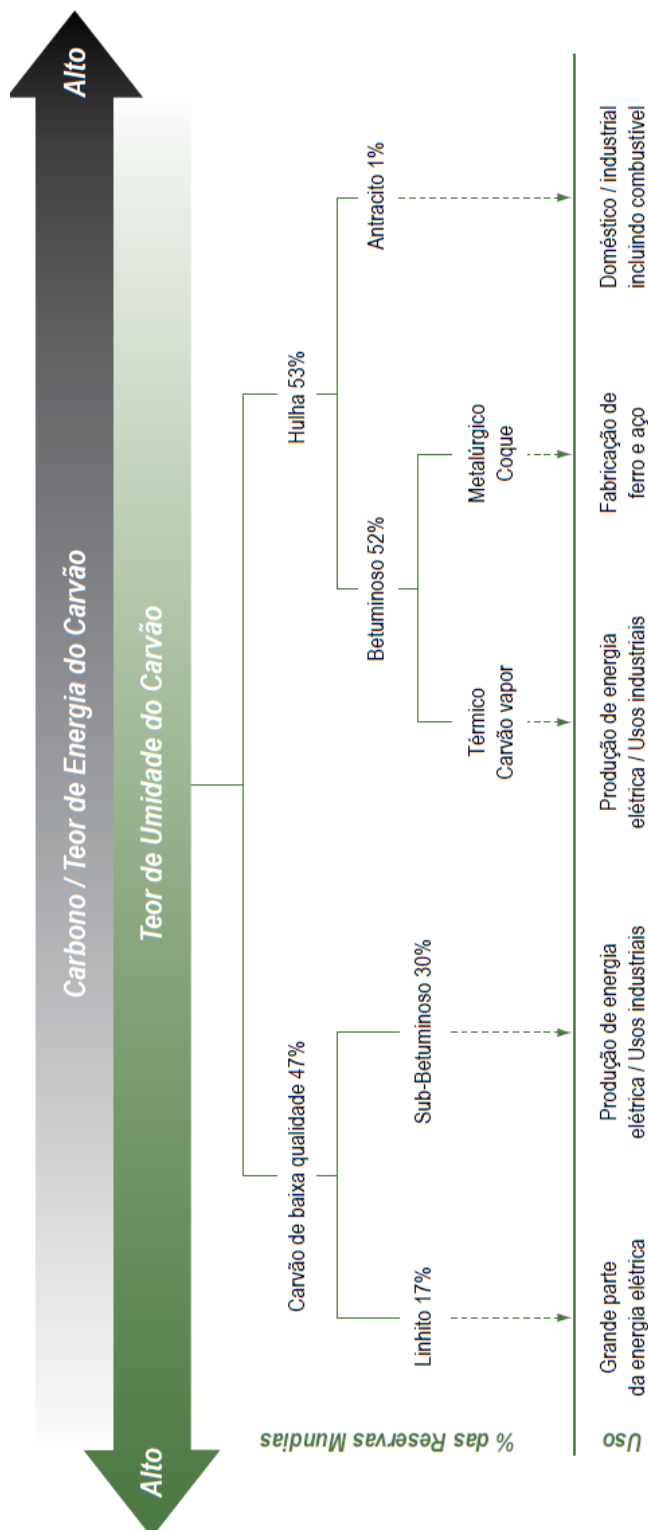 Alto
Carbono / Teor de Energia do Carvão
Teor de Umidade do Carvão
Alto
Carvão de baixa qualidade 47%
Hulha 53%
Linhito 17%
Sub-Betuminoso 30%
Betuminoso 52%
Antracito 1%
Térmico
Carvão vapor
Metalúrgico
Coque
% das Reservas Mundias
Uso
Grande parte
da energia elétrica
Produção de energia
elétrica / Usos industriais
Produção de energia
elétrica / Usos industriais
Fabricação de
ferro e aço
Doméstico / industrial
incluindo combustível